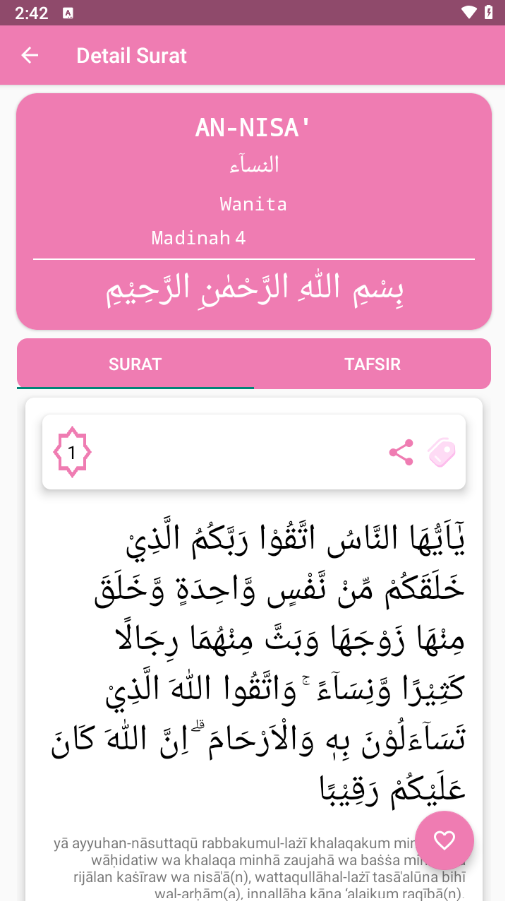 2:42
Detail Surat
AN-NISA'
النسآء
Wanita
Madinah 4
بِسْمِ اللّٰهِ الرَّحْمٰنِ الرَّحِيْمِ
SURAT
TAFSIR
1
يٰٓاَيُّهَا النَّاسُ اتَّقُوْا رَبَّكُمُ الَّذِيْ
خَلَقَكُمْ مِّنْ نَّفْسٍ وَّاحِدَةٍ وَّخَلَقَ
مِنْهَا زَوْجَهَا وَبَثَّ مِنْهُمَا رِجَالًا
كَثِيْرًا وَّنِسَاۤءً ۚ وَاتَّقُوا اللّٰهَ الَّذِيْ
تَسَاۤءَلُوْنَ بِهٖ وَالْاَرْحَامَ ۗ اِنَّ اللّٰهَ كَانَ
عَلَيْكُمْ رَقِيْبًا
yā ayyuhan-nāsuttaqū rabbakumul-lażī khalaqakum min
wāḥidatiw wa khalaqa minhā zaujahā wa baṡṡa
rijālan kaṡīraw wa nisā'ā(n), wattaqullāhal-lażī tasā'alūna bihī
wal-arḥām(a), innallāha kāna ‘alaikum raqībā(n).